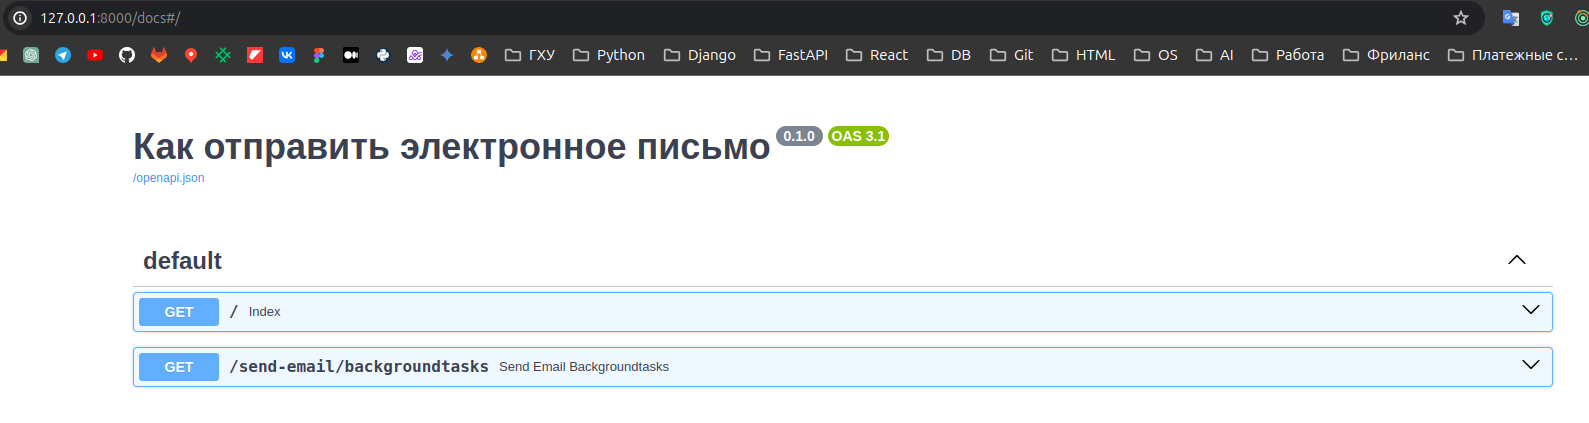 127.0.0.1:8000/docs#/
ГХУ Python Django FastAPI React DB Git HTML OS AI Работа Фриланс Платежные с...
Как отправить электронное письмо 0.1.0 OAS 3.1
/openapi.json
default
GET / Index
GET /send-email/backgroundtasks Send Email Backgroundtasks